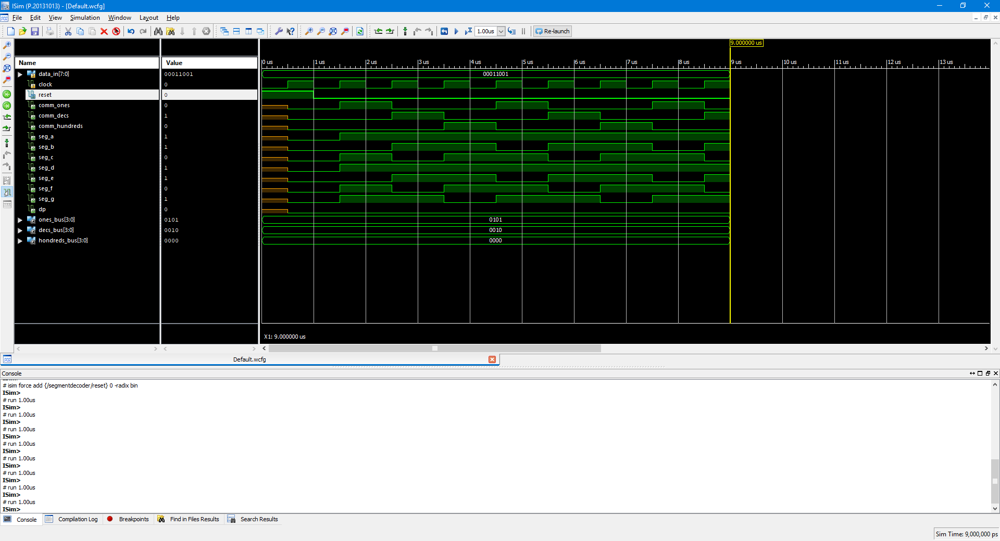 ISim (P.20131013) - [Default.wcfg]
File Edit View Simulation Window Layout Help
1.00us Re-launch
9.000000 us
Name Value
0 us 1 us 2 us 3 us 4 us 5 us 6 us 7 us 8 us 9 us 10 us 11 us 12 us 13 us
data_in[7:0] 00011001 00011001
clock 0
reset 0
comm_ones 0
comm_decs 1
comm_hundreds 0
seg_a 1
seg_b 1
seg_c 0
seg_d 1
seg_e 1
seg_f 0
seg_g 1
dp 0
ones_bus[3:0] 0101 0101
decs_bus[3:0] 0010 0010
hondreds_bus[3:0] 0000 0000
X1: 9.000000 us
Default.wcfg
Console
# isim force add {/segmentdecoder/reset} 0 -radix bin
ISim>
# run 1.00us
ISim>
# run 1.00us
ISim>
# run 1.00us
ISim>
# run 1.00us
ISim>
# run 1.00us
ISim>
# run 1.00us
ISim>
# run 1.00us
ISim>
# run 1.00us
ISim>
Console Compilation Log Breakpoints Find in Files Results Search Results
Sim Time: 9,000,000 ps